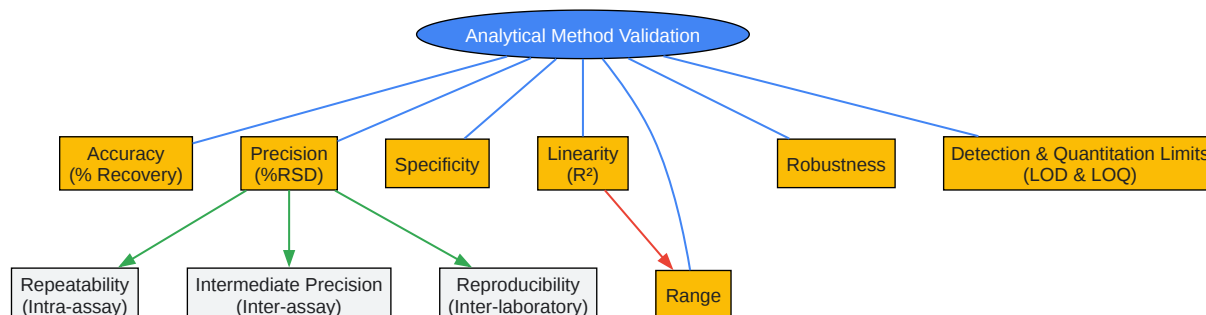 Analytical Method Validation
Accuracy
(% Recovery)
Precision
(%RSD)
Specificity
Linearity
(R²)
Robustness
Detection & Quantitation Limits
(LOD & LOQ)
Repeatability
(Intra-assay)
Intermediate Precision
(Inter-assay)
Reproducibility
(Inter-laboratory)
Range